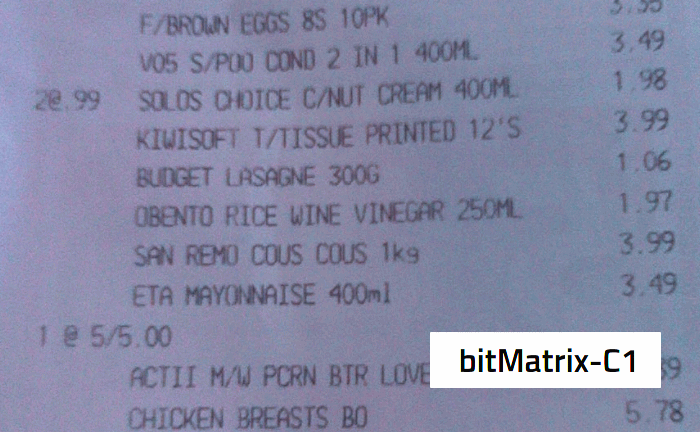 F/BROWN EGGS 8S 10PK
VO5 S/POO COND 2 IN 1 400ML 3.49
2@.99 SOLOS CHOICE C/NUT CREAM 400ML 1.98
KIWISOFT T/TISSUE PRINTED 12'S 3.99
BUDGET LASAGNE 300G 1.06
OBENTO RICE WINE VINEGAR 250ML 1.97
SAN REMO COUS COUS 1kg 3.99
ETA MAYONNAISE 400ml 3.49
1 @ 5/5.00
bitMatrix-C1
ACTII M/W PCRN BTR LOVE
CHICKEN BREASTS BO 5.78